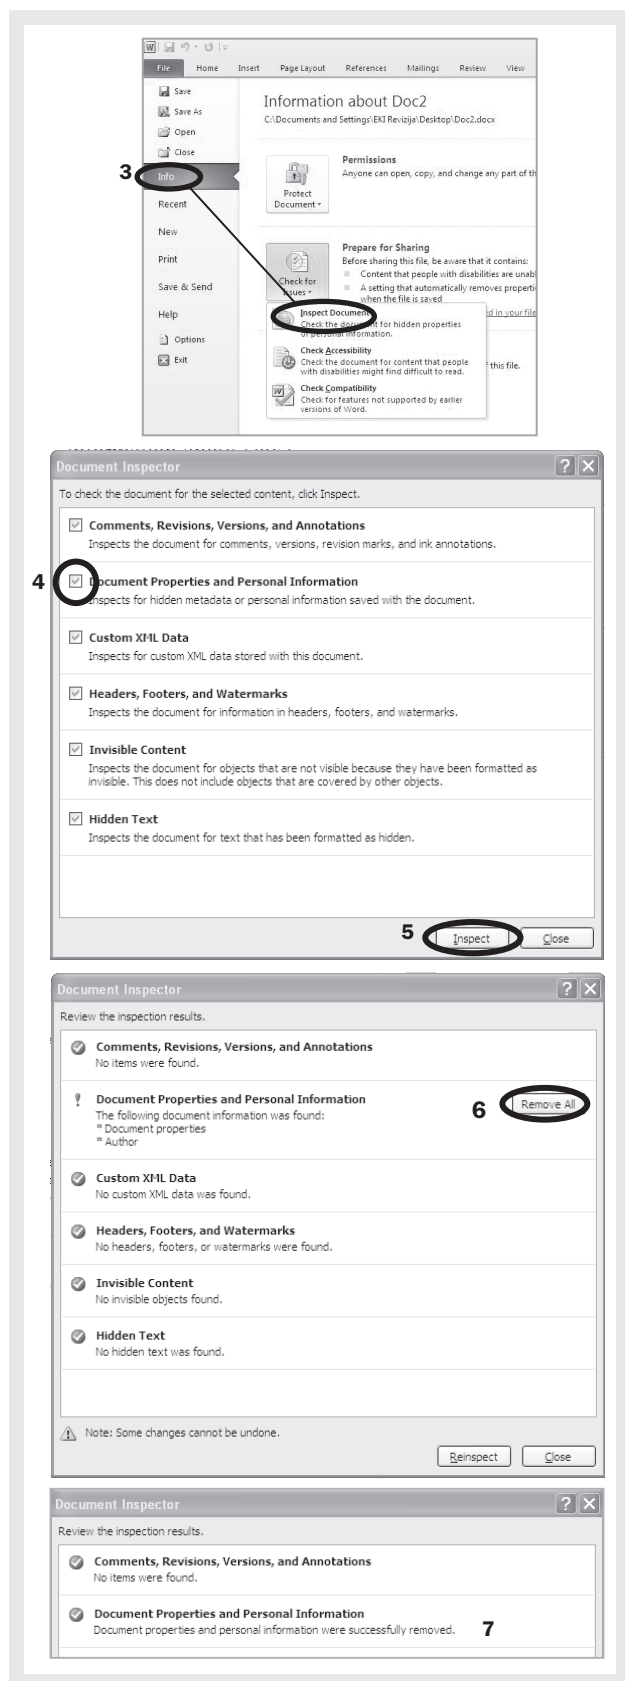 W
File Home Insert Page Layout References Mailings Review View
Save
Save As
Open
Close
3
Info
Recent
New
Print
Save & Send
Help
Options
Exit
Information about Doc2
C:\Documents and Settings\EKI Revizija\Desktop\Doc2.docx
Protect
Document
Permissions
Anyone can open, copy, and change any part of th
Check for
Issues
Prepare for Sharing
Before sharing this file, be aware that it contains:
Content that people with disabilities are unabl
A setting that automatically removes properti
when the file is saved
ed in your file
Inspect Document
Check the document for hidden properties
or personal information.
Check Accessibility
Check the document for content that people
with disabilities might find difficult to read.
this file.
Check Compatibility
Check for features not supported by earlier
versions of Word.
Document Inspector
To check the document for the selected content, click Inspect.
Comments, Revisions, Versions, and Annotations
Inspects the document for comments, versions, revision marks, and ink annotations.
4
Document Properties and Personal Information
Inspects for hidden metadata or personal information saved with the document.
Custom XML Data
Inspects for custom XML data stored with this document.
Headers, Footers, and Watermarks
Inspects the document for information in headers, footers, and watermarks.
Invisible Content
Inspects the document for objects that are not visible because they have been formatted as
invisible. This does not include objects that are covered by other objects.
Hidden Text
Inspects the document for text that has been formatted as hidden.
5
Inspect Close
Document Inspector
Review the inspection results.
Comments, Revisions, Versions, and Annotations
No items were found.
Document Properties and Personal Information
The following document information was found:
* Document properties
* Author
6
Remove All
Custom XML Data
No custom XML data was found.
Headers, Footers, and Watermarks
No headers, footers, or watermarks were found.
Invisible Content
No invisible objects found.
Hidden Text
No hidden text was found.
Note: Some changes cannot be undone.
Reinspect Close
Document Inspector
Review the inspection results.
Comments, Revisions, Versions, and Annotations
No items were found.
Document Properties and Personal Information
Document properties and personal information were successfully removed. 7